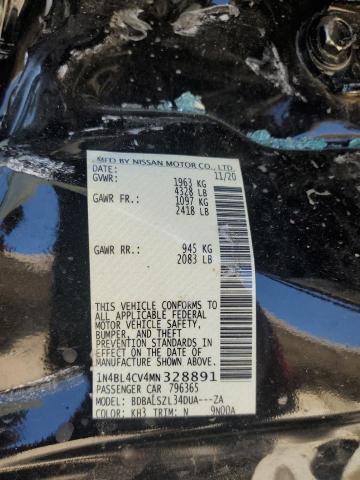 MFD BY NISSAN MOTOR CO., LTD.
DATE: 11/20
GVWR: 1963 KG
4328 LB
GAWR FR.: 1097 KG
2418 LB
GAWR RR.: 945 KG
2083 LB
THIS VEHICLE CONFORMS TO
ALL APPLICABLE FEDERAL
MOTOR VEHICLE SAFETY,
BUMPER, AND THEFT
PREVENTION STANDARDS
IN EFFECT ON THE DATE OF
MANUFACTURE SHOWN ABOVE.
1N4BL4CV4MN328891
PASSENGER CAR 796365
MODEL: BDBALSZL34DUA---ZA
COLOR: KH3 TRIM: N 9N00A